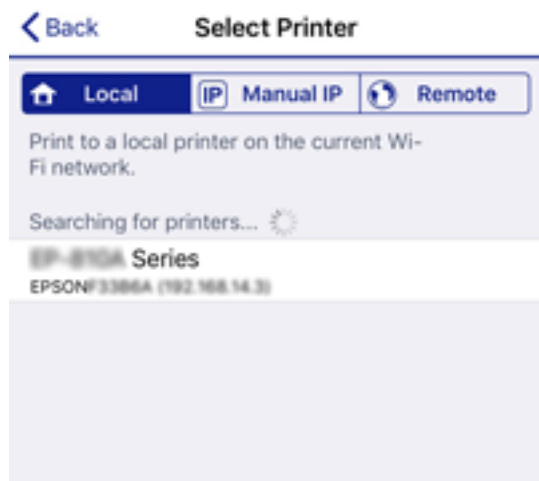 Back
Select Printer
Local
IP Manual IP
Remote
Print to a local printer on the current Wi-
Fi network.
Searching for printers...
Series
EPSON